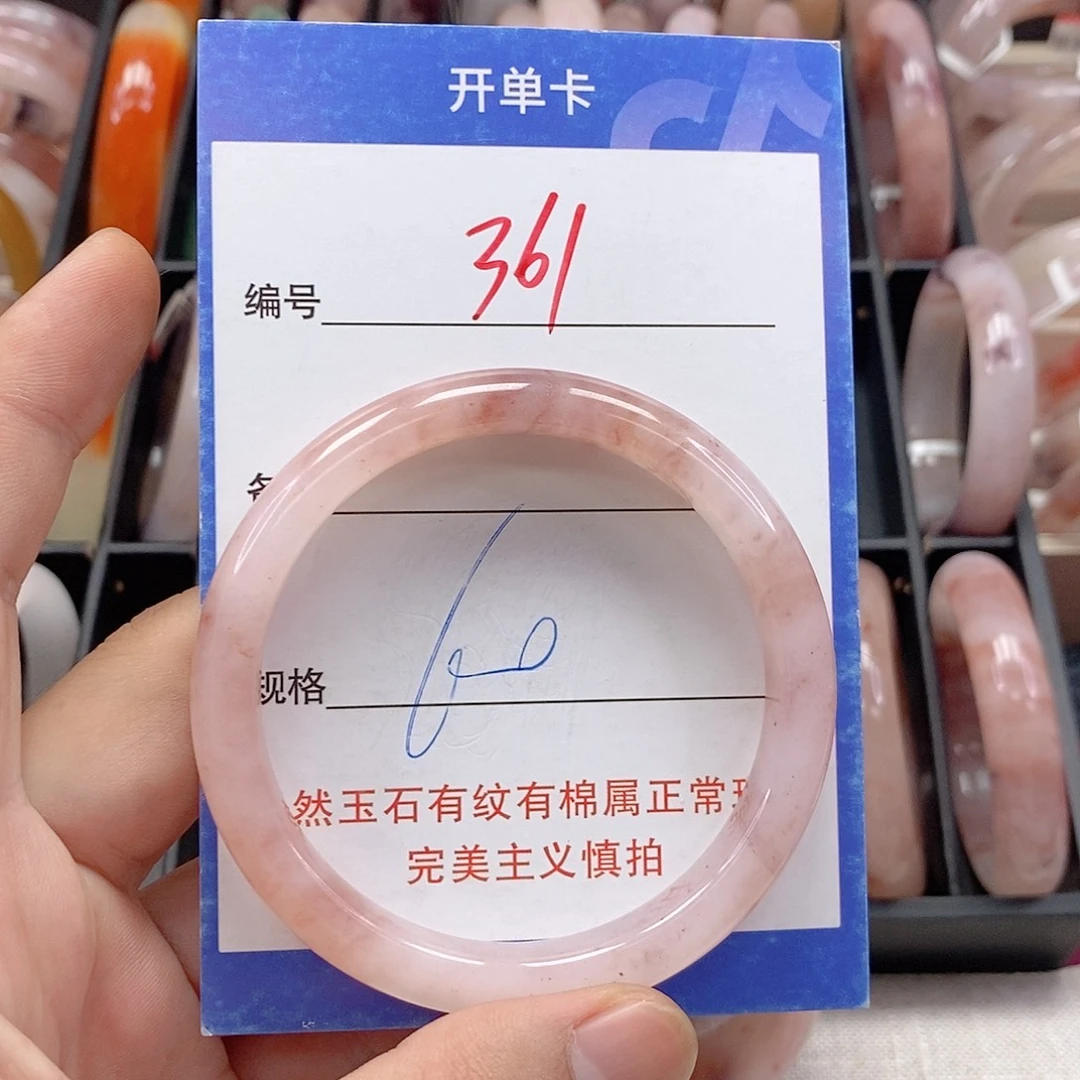 开单卡
编号 361
规格 60
然玉石有纹有棉属正常
完美主义慎拍